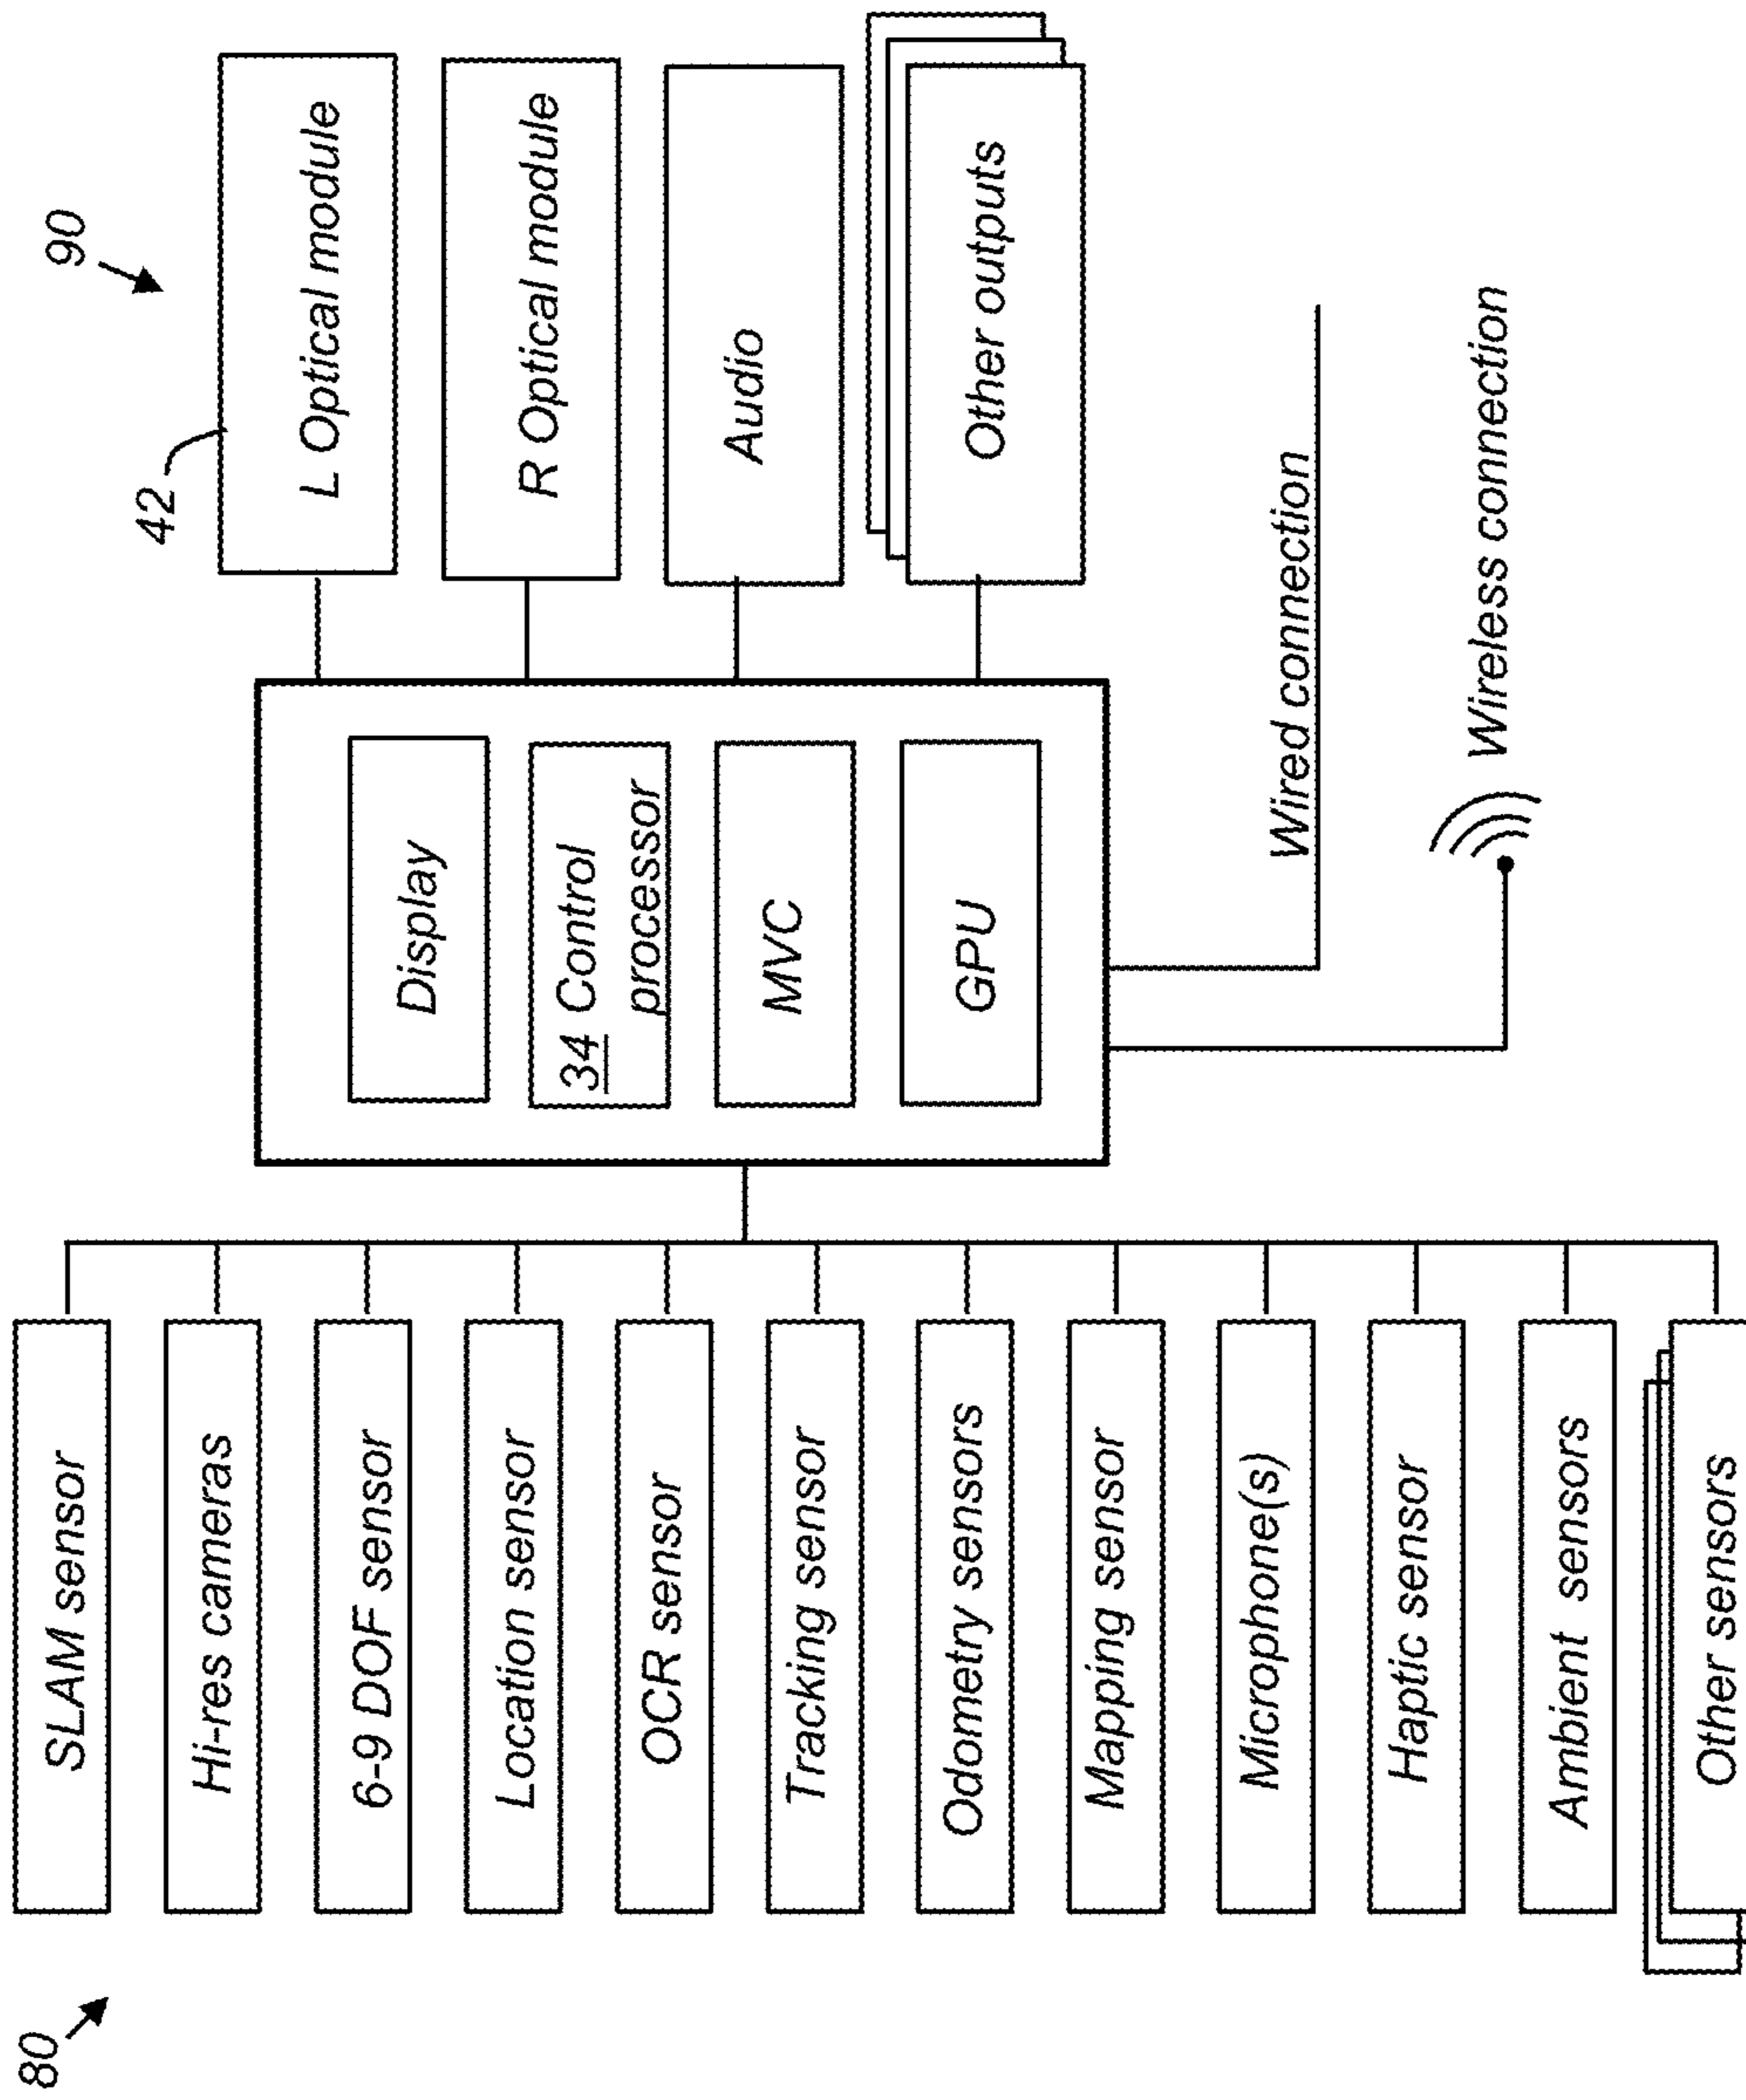 80
SLAM sensor
Hi-res cameras
6-9 DOF sensor
Location sensor
OCR sensor
Tracking sensor
Odometry sensors
Mapping sensor
Microphone(s)
Haptic sensor
Ambient sensors
Other sensors
Display
34 Control
processor
MVC
GPU
90
42
L Optical module
R Optical module
Audio
Other outputs
Wired connection
Wireless connection